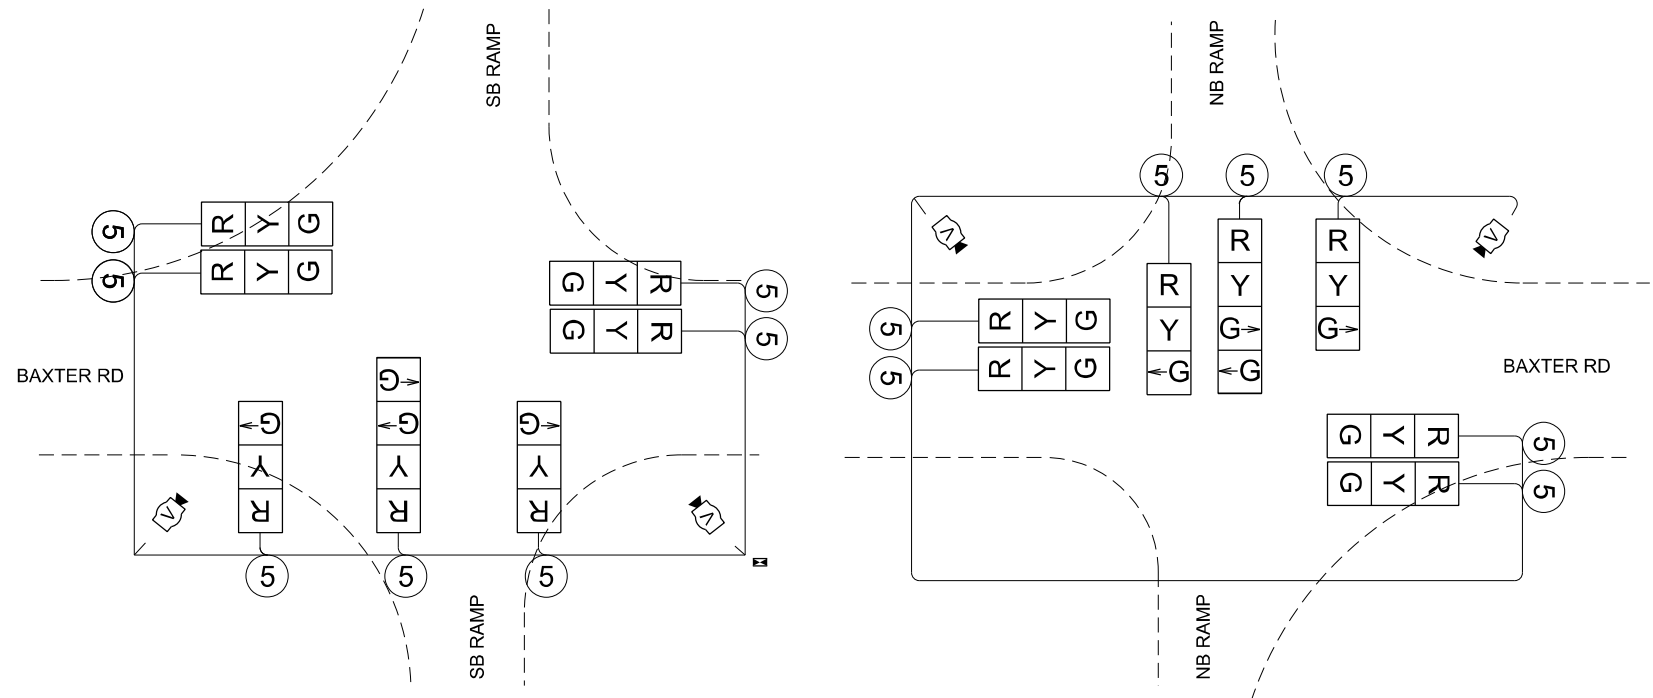 SB RAMP
5
R Y G
5
R Y G
5
R Y G
5
R Y G
BAXTER RD
R Y G←
5
R Y G→ G←
5
R Y G→
5
V
V
SB RAMP
NB RAMP
5
5
5
R Y ←G
R Y G→ ←G
R Y G→
V
V
5
R Y G
5
R Y G
BAXTER RD
5
R Y G
5
R Y G
NB RAMP